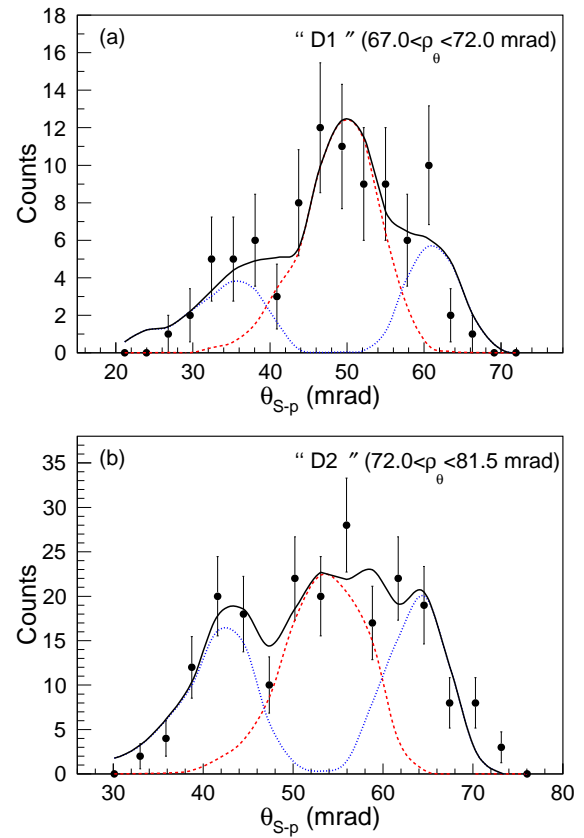 (a)
“ D1 ” (67.0<ρθ<72.0 mrad)
18
16
14
12
10
8
6
4
2
0
Counts
20 30 40 50 60 70
θS-p (mrad)
(b)
“ D2 ” (72.0<ρθ<81.5 mrad)
35
30
25
20
15
10
5
0
Counts
30 40 50 60 70 80
θS-p (mrad)